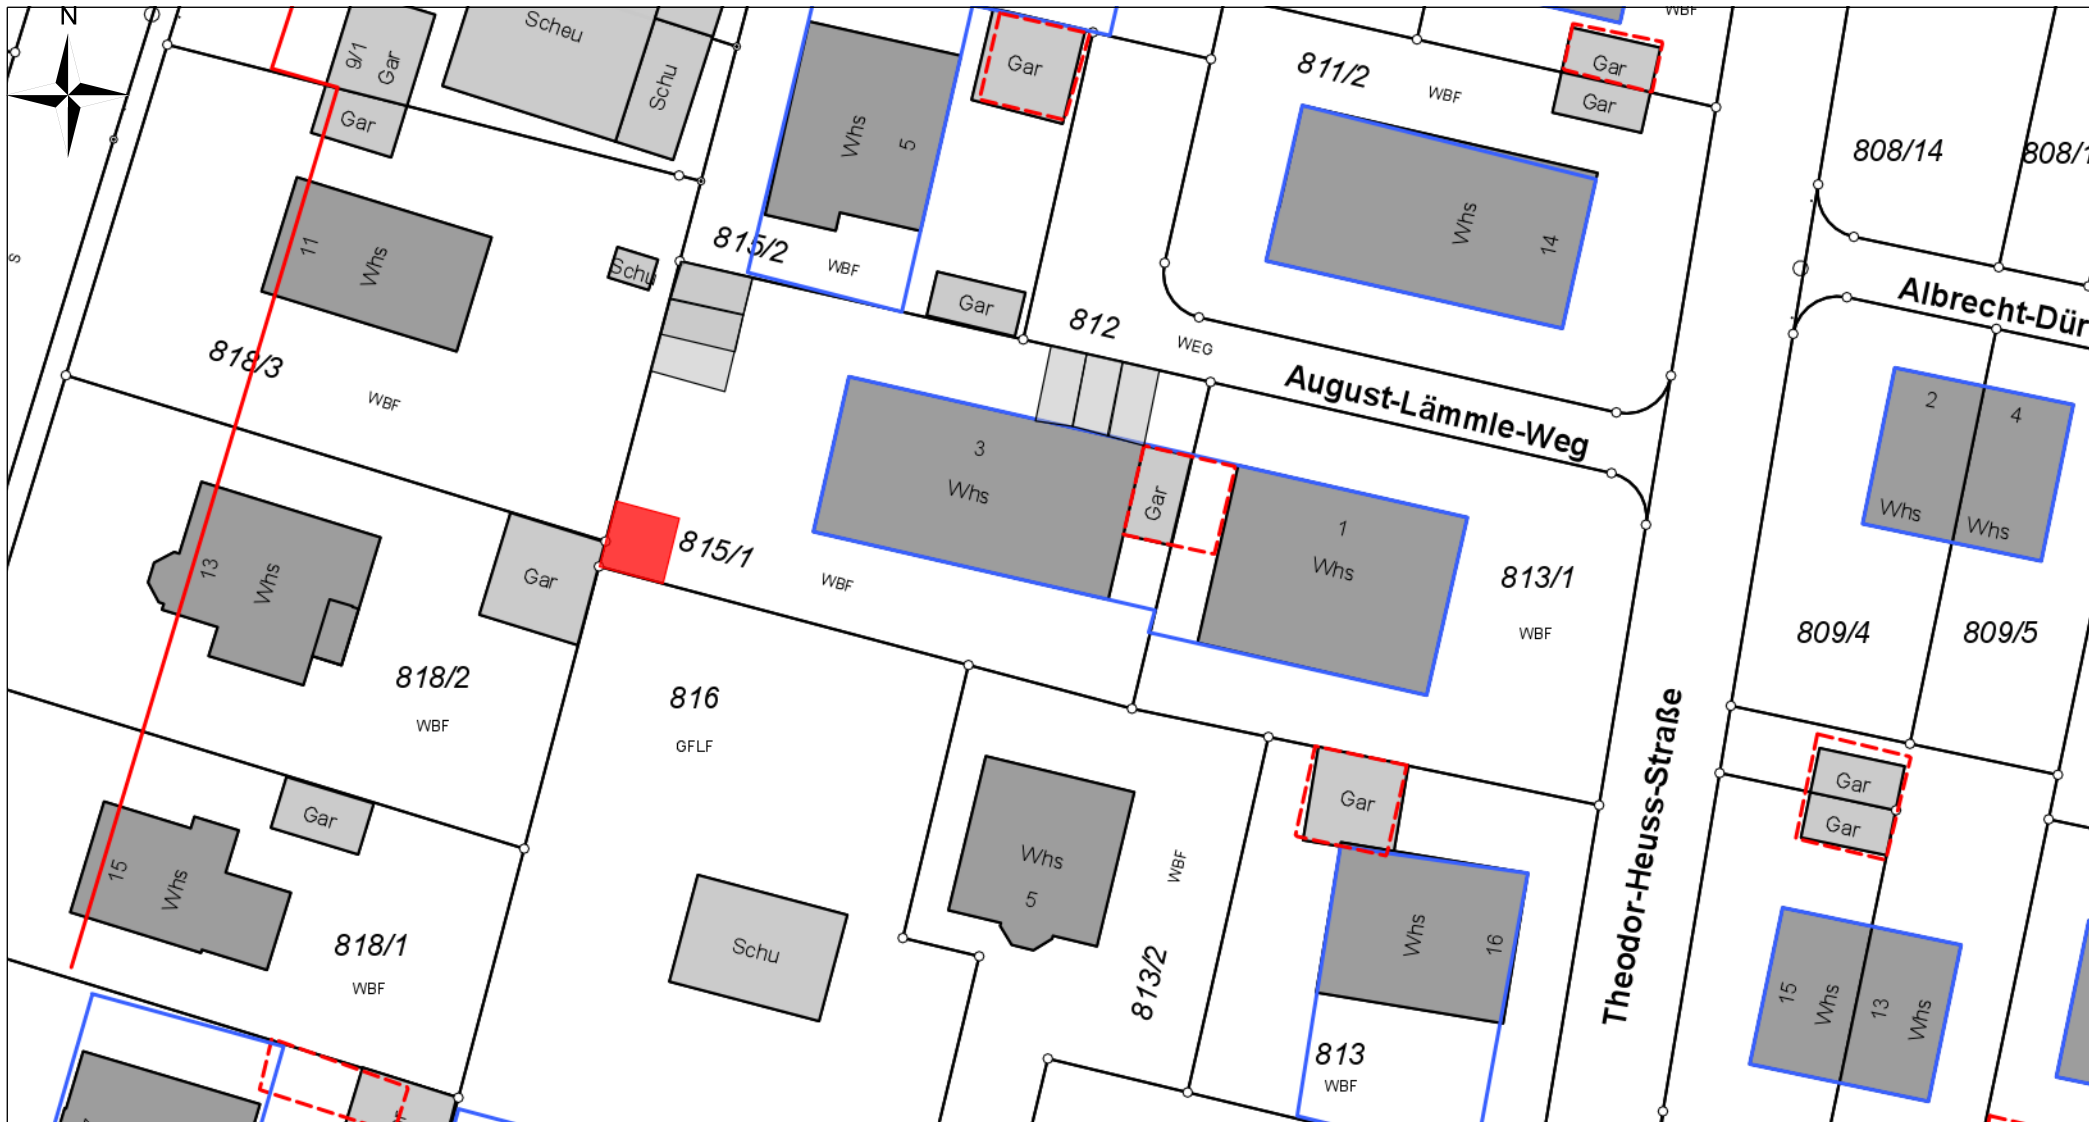 N
9/1
Gar
Gar
Scheu
Schu
Whs
5
Gar
811/2
WBF
WBF
Gar
Gar
808/14
11
Whs
Schu
815/2
WBF
Gar
812
WEG
Whs
14
Albrecht-Dür
August-Lämmle-Weg
s
818/3
WBF
3
Whs
Gar
1
Whs
2
4
Whs
Whs
13
Whs
Gar
815/1
WBF
813/1
WBF
809/4
809/5
818/2
WBF
816
GFLF
Theodor-Heuss-Straße
Gar
Gar
Gar
Gar
15
Whs
818/1
WBF
Schu
Whs
5
WBF
813/2
Whs
16
813
WBF
15
Whs
13
Whs